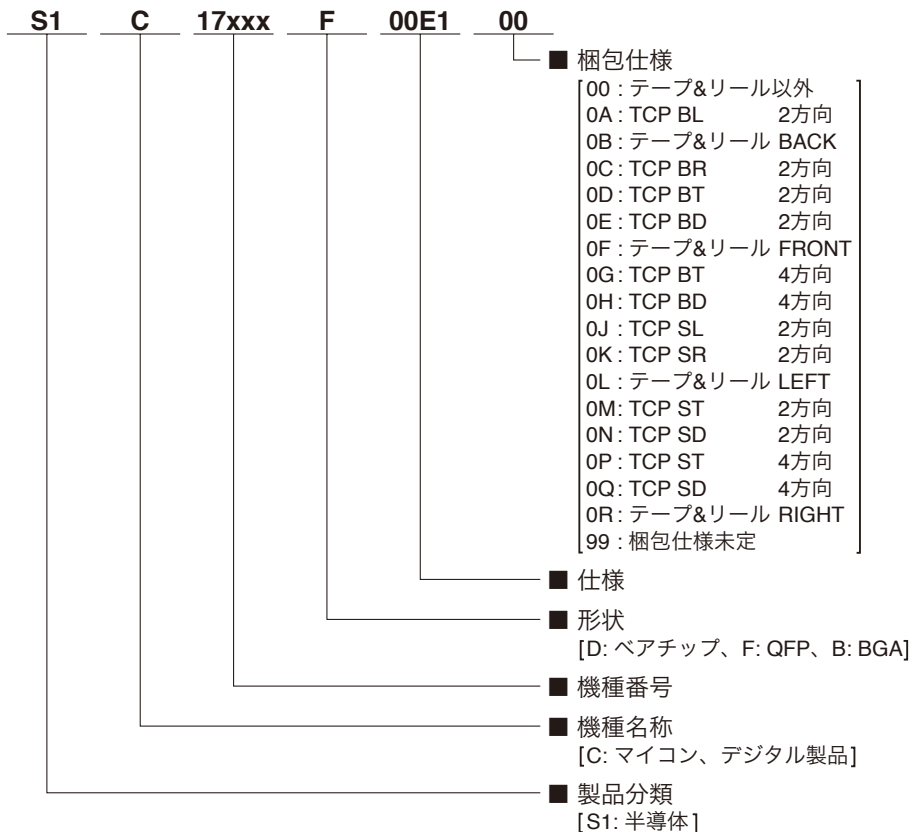 S1 C 17xxx F 00E1 00
■ 梱包仕様
00 : テープ&リール以外
0A : TCP BL 2方向
0B : テープ&リール BACK
0C : TCP BR 2方向
0D : TCP BT 2方向
0E : TCP BD 2方向
0F : テープ&リール FRONT
0G : TCP BT 4方向
0H : TCP BD 4方向
0J : TCP SL 2方向
0K : TCP SR 2方向
0L : テープ&リール LEFT
0M : TCP ST 2方向
0N : TCP SD 2方向
0P : TCP ST 4方向
0Q : TCP SD 4方向
0R : テープ&リール RIGHT
99 : 梱包仕様未定
■ 仕様
■ 形状
[D: ベアチップ、F: QFP、B: BGA]
■ 機種番号
■ 機種名称
[C: マイコン、デジタル製品]
■ 製品分類
[S1: 半導体]